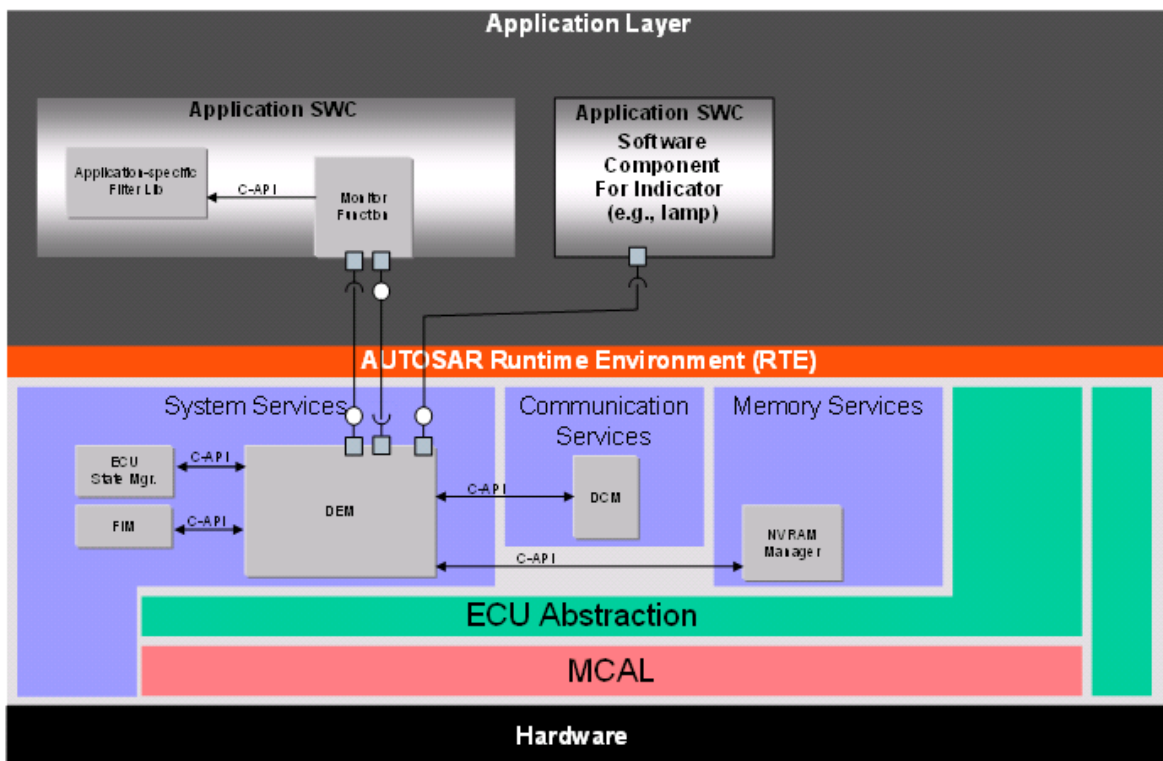 Application Layer
Application SWC
Application-specific
Filter Lib
C-API
Monitor
Function
Application SWC
Software
Component
For Indicator
(e.g., lamp)
AUTOSAR Runtime Environment (RTE)
System Services
Communication
Services
Memory Services
ECU
State Mgr.
C-API
FIM
C-API
DEM
C-API
DCM
C-API
NVRAM
Manager
ECU Abstraction
MCAL
Hardware